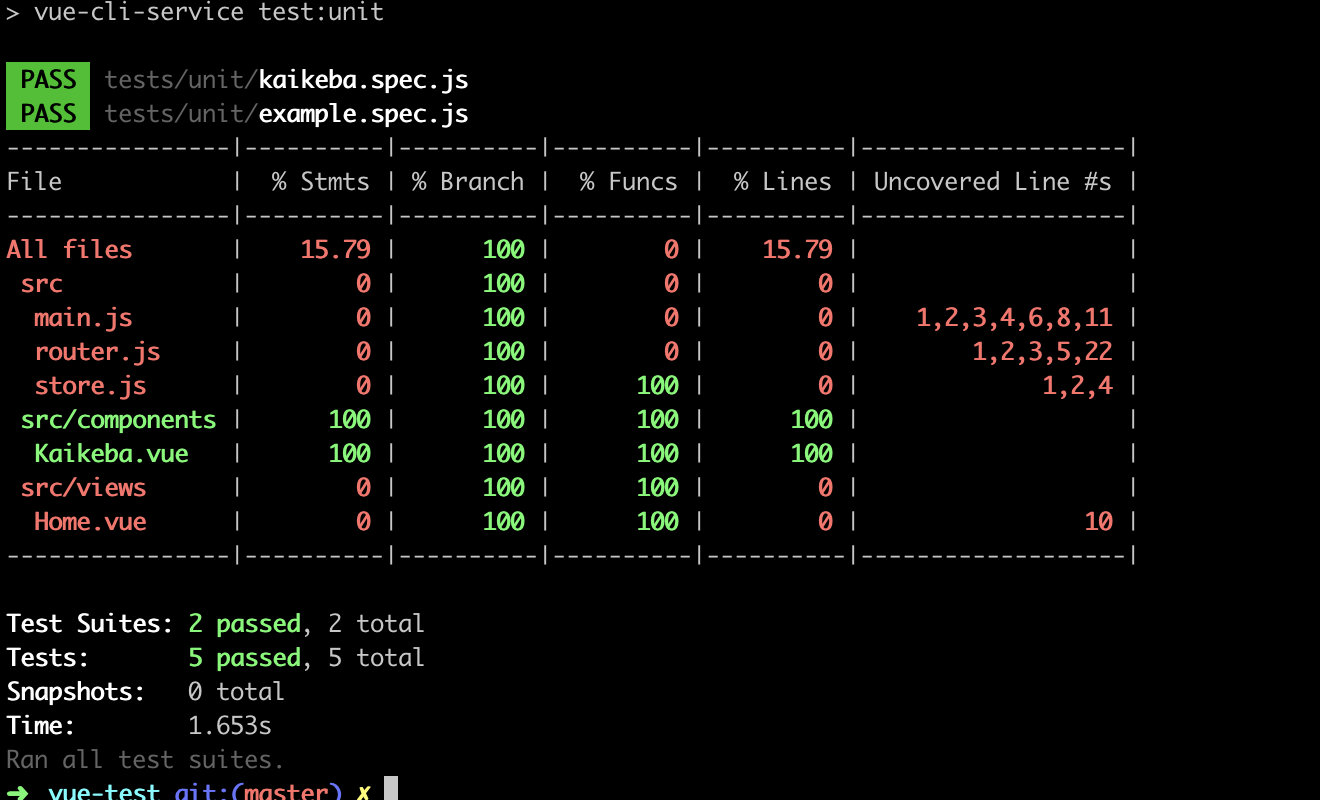 > vue-cli-service test:unit
PASS tests/unit/kaikeba.spec.js
PASS tests/unit/example.spec.js
----------------|----------|----------|----------|----------|-------------------|
File            |  % Stmts | % Branch |  % Funcs |  % Lines | Uncovered Line #s |
----------------|----------|----------|----------|----------|-------------------|
All files       |    15.79 |      100 |        0 |    15.79 |                   |
 src            |        0 |      100 |        0 |        0 |                   |
  main.js       |        0 |      100 |        0 |        0 |    1,2,3,4,6,8,11 |
  router.js     |        0 |      100 |        0 |        0 |        1,2,3,5,22 |
  store.js      |        0 |      100 |      100 |        0 |             1,2,4 |
 src/components |      100 |      100 |      100 |      100 |                   |
  Kaikeba.vue   |      100 |      100 |      100 |      100 |                   |
 src/views      |        0 |      100 |      100 |        0 |                   |
  Home.vue      |        0 |      100 |      100 |        0 |                10 |
----------------|----------|----------|----------|----------|-------------------|
Test Suites: 2 passed, 2 total
Tests:       5 passed, 5 total
Snapshots:   0 total
Time:        1.653s
Ran all test suites.
➜  vue-test git:(master) ✗